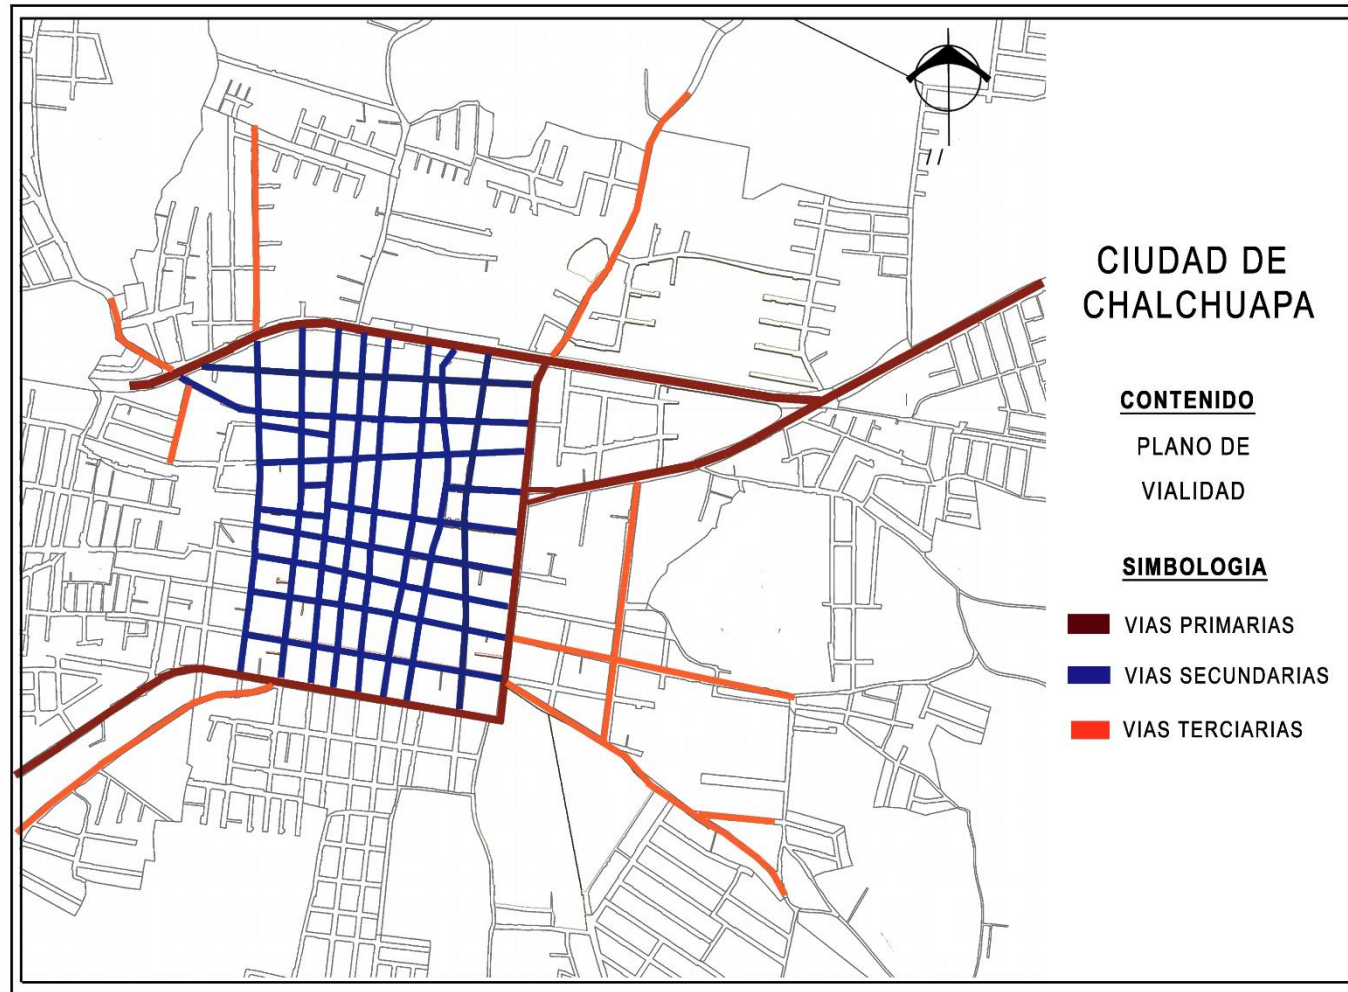 CIUDAD DE
CHALCHUAPA
CONTENIDO
PLANO DE
VIALIDAD
SIMBOLOGIA
VIAS PRIMARIAS
VIAS SECUNDARIAS
VIAS TERCIARIAS